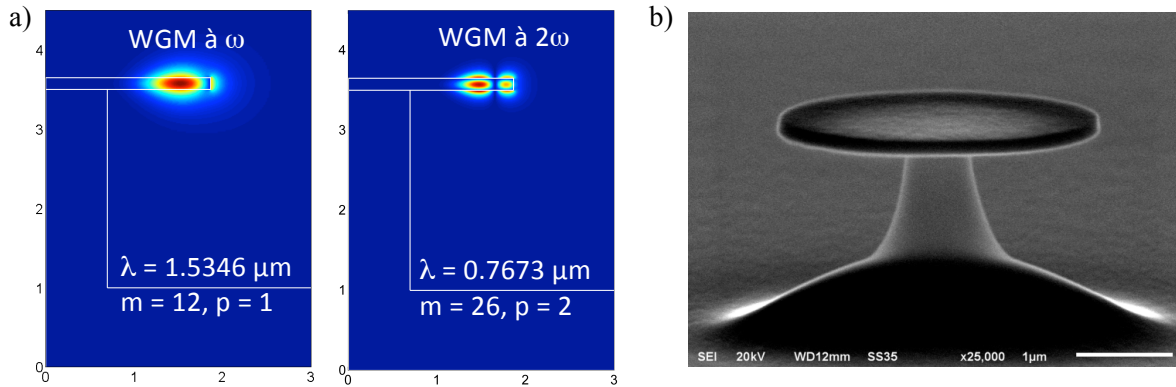 a)
WGM à ω
λ = 1.5346 µm
m = 12, p = 1
4
3
2
1
0
0
1
2
3
WGM à 2ω
λ = 0.7673 µm
m = 26, p = 2
4
3
2
1
0
0
1
2
3
b)
SEI 20kV WD12mm SS35 x25,000 1µm